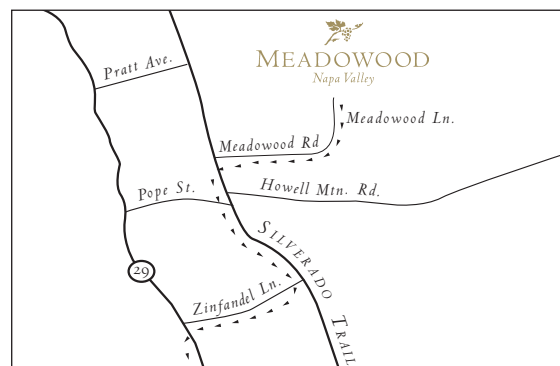 MEADOWOOD
Napa Valley
Pratt Ave.
Meadowood Ln.
Meadowood Rd
Pope St.
Howell Mtn. Rd.
SILVERADO TRAIL
29
Zinfandel Ln.